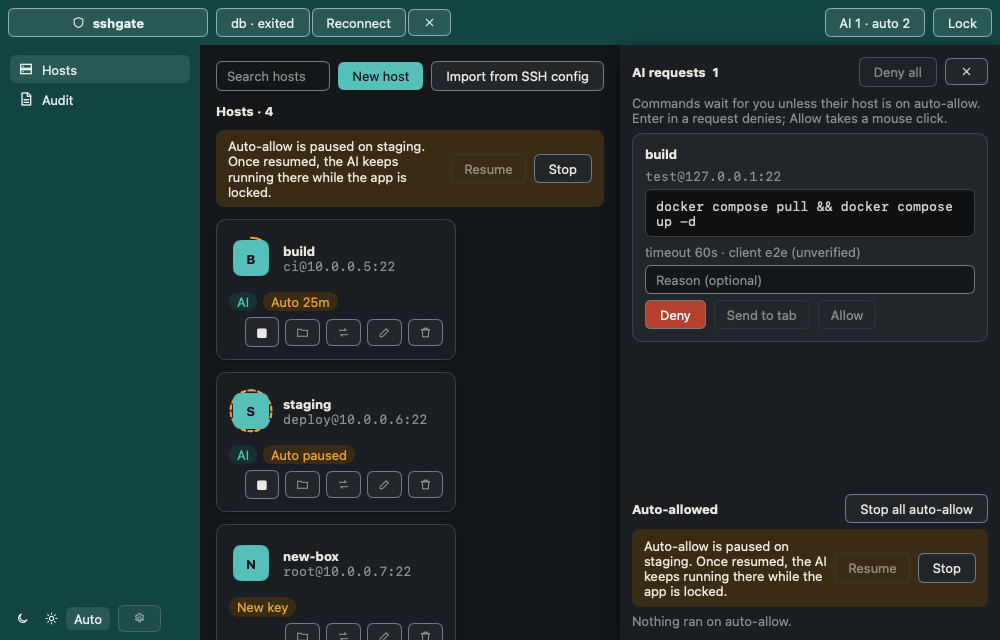 sshgate
db · exited
Reconnect
AI 1 · auto 2
Lock
Hosts
Audit
Auto
Search hosts
New host
Import from SSH config
Hosts · 4
Auto-allow is paused on staging.
Once resumed, the AI keeps
running there while the app is
locked.
Resume
Stop
B
build
ci@10.0.0.5:22
AI
Auto 25m
S
staging
deploy@10.0.0.6:22
AI
Auto paused
N
new-box
root@10.0.0.7:22
New key
AI requests 1
Deny all
Commands wait for you unless their host is on auto-allow.
Enter in a request denies; Allow takes a mouse click.
build
test@127.0.0.1:22
docker compose pull && docker compose
up -d
timeout 60s · client e2e (unverified)
Reason (optional)
Deny
Send to tab
Allow
Auto-allowed
Stop all auto-allow
Auto-allow is paused on
staging. Once resumed, the AI
keeps running there while the
app is locked.
Resume
Stop
Nothing ran on auto-allow.